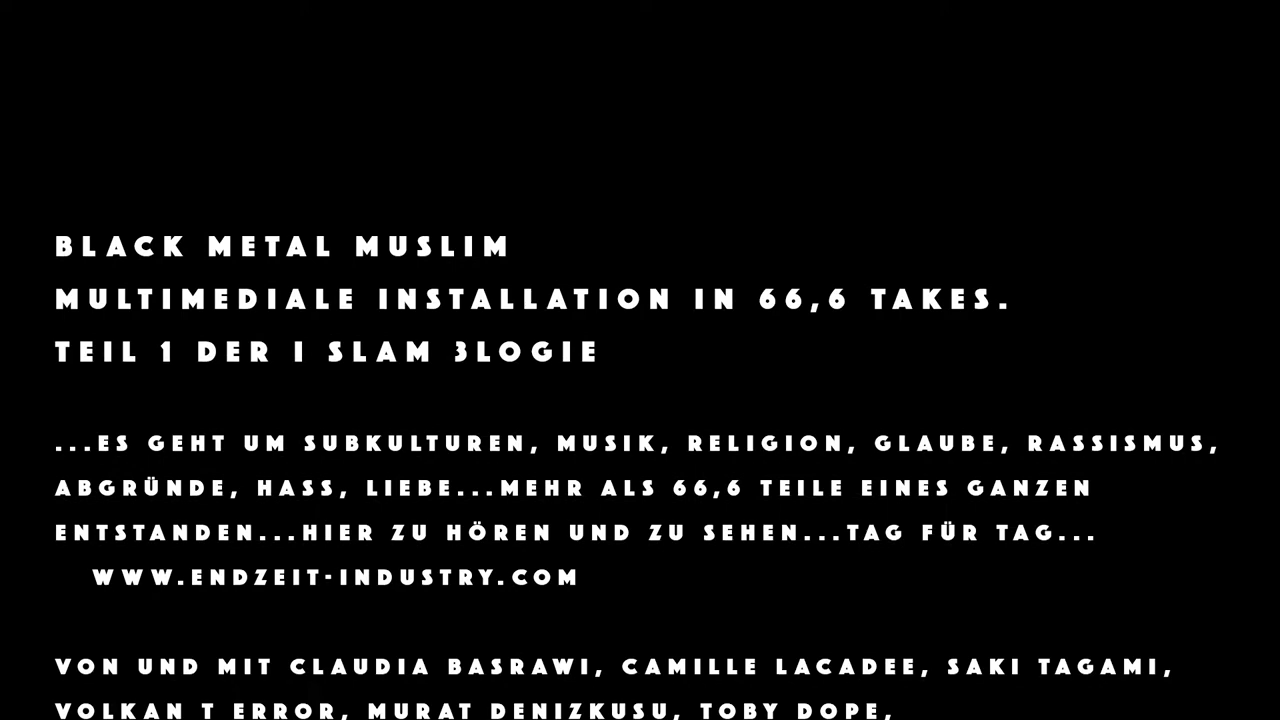 BLACK METAL MUSLIM
MULTIMEDIALE INSTALLATION IN 66,6 TAKES.
TEIL 1 DER I SLAM 3LOGIE
...ES GEHT UM SUBKULTUREN, MUSIK, RELIGION, GLAUBE, RASSISMUS,
ABGRÜNDE, HASS, LIEBE...MEHR ALS 66,6 TEILE EINES GANZEN
ENTSTANDEN...HIER ZU HÖREN UND ZU SEHEN...TAG FÜR TAG...
WWW.ENDZEIT-INDUSTRY.COM
VON UND MIT CLAUDIA BASRAWI, CAMILLE LACADEE, SAKI TAGAMI,
VOLKAN T ERROR, MURAT DENIZKUSU, TOBY DOPE,